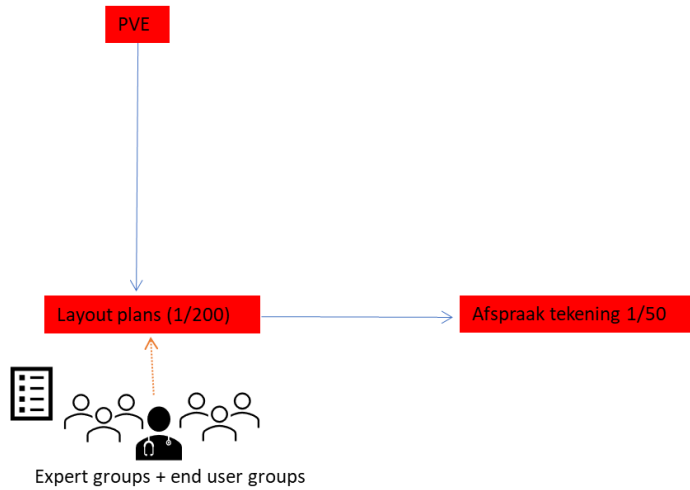 PVE
Layout plans (1/200)
Afspraak tekening 1/50
Expert groups + end user groups